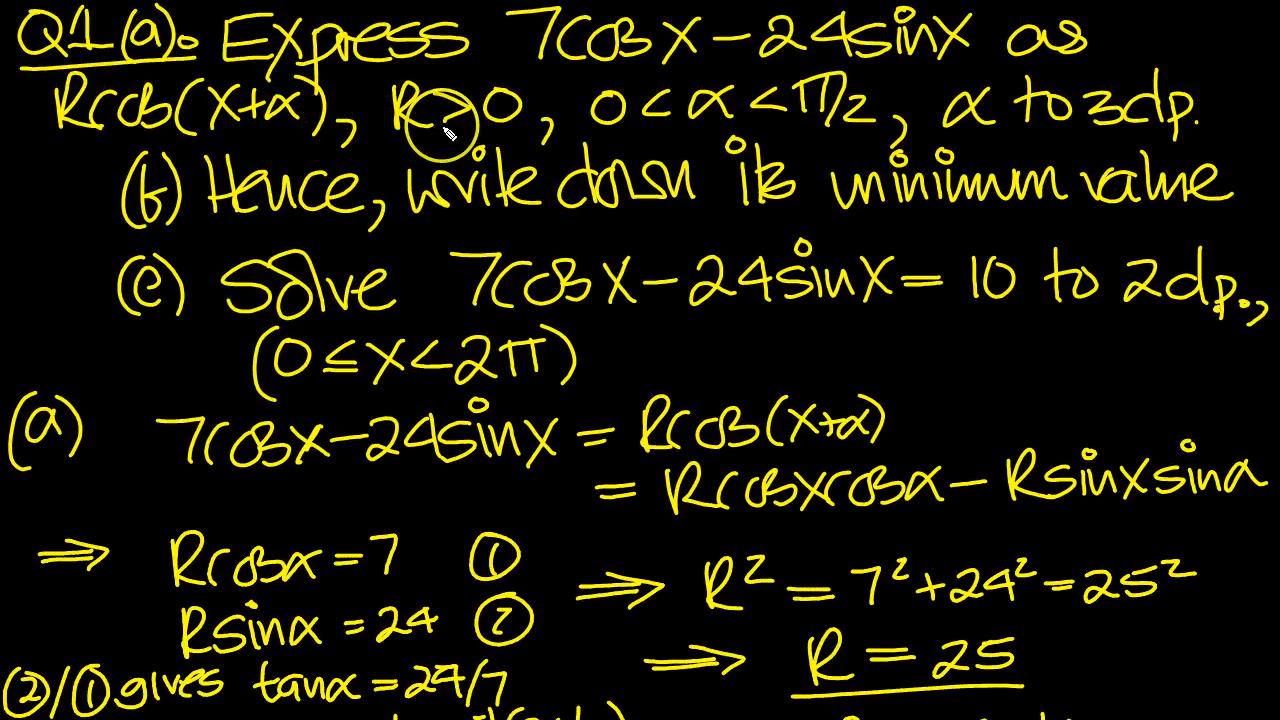 Q1(a). Express 7cosx - 24sinx as
Rcos(x+α), R>0, 0<α<π/2, α to 3dp.
(b) Hence, write down its minimum value
(c) Solve 7cosx - 24sinx = 10 to 2dp.,
(0≤x<2π)
(a) 7cosx - 24sinx = Rcos(x+α)
= Rcosxcosα - Rsinxsinα
⇒ Rcosα = 7 ①
Rsinα = 24 ②
⇒ R² = 7²+24² = 25²
⇒ R = 25
②/① gives tanα = 24/7